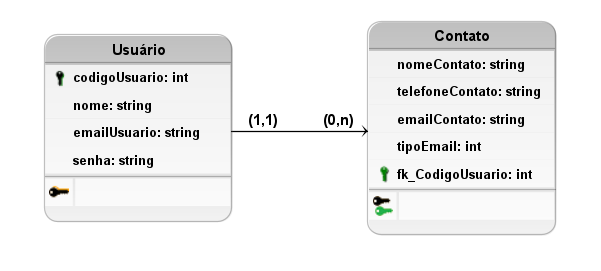 Usuário
codigoUsuario: int
nome: string
emailUsuario: string
senha: string
(1,1)
(0,n)
Contato
nomeContato: string
telefoneContato: string
emailContato: string
tipoEmail: int
fk_CodigoUsuario: int